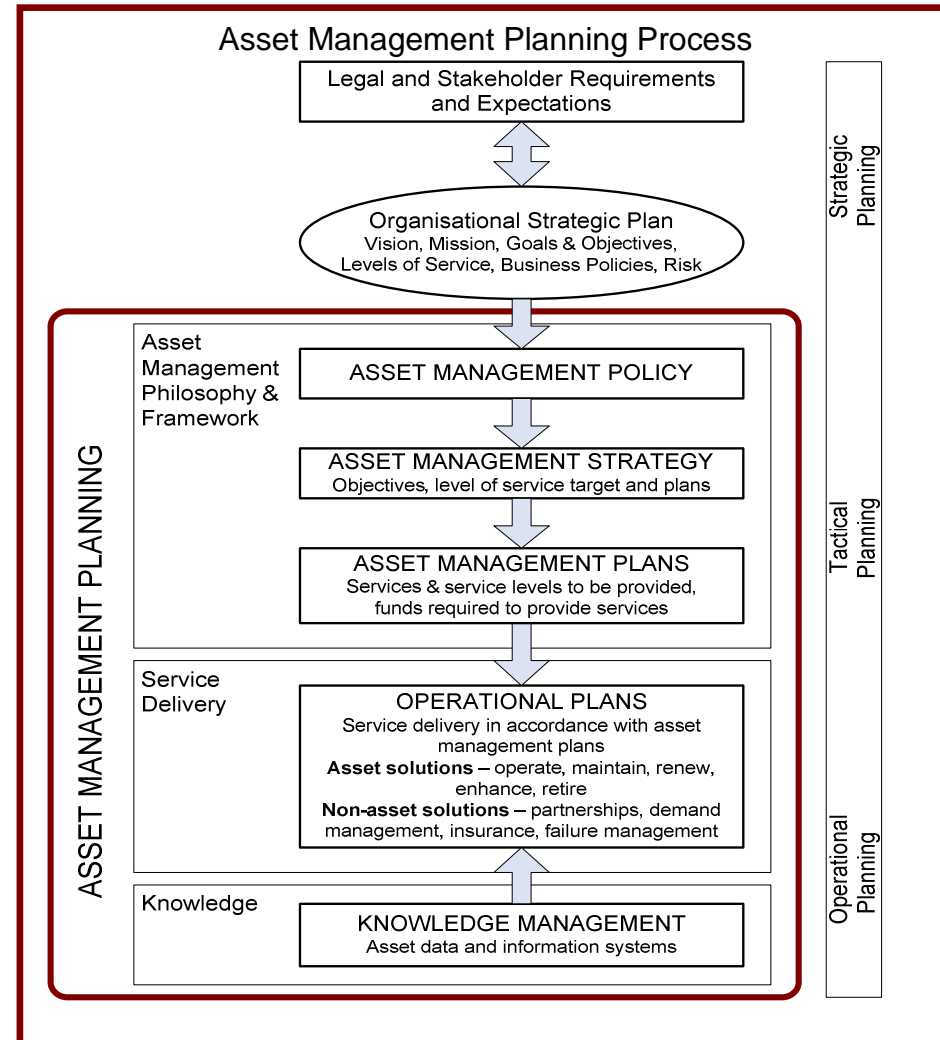 Asset Management Planning Process
Legal and Stakeholder Requirements
and Expectations
Organisational Strategic Plan
Vision, Mission, Goals & Objectives,
Levels of Service, Business Policies, Risk
Strategic
Planning
ASSET MANAGEMENT PLANNING
Asset
Management
Philosophy &
Framework
ASSET MANAGEMENT POLICY
ASSET MANAGEMENT STRATEGY
Objectives, level of service target and plans
ASSET MANAGEMENT PLANS
Services & service levels to be provided,
funds required to provide services
Tactical
Planning
Service
Delivery
OPERATIONAL PLANS
Service delivery in accordance with asset
management plans
Asset solutions – operate, maintain, renew,
enhance, retire
Non-asset solutions – partnerships, demand
management, insurance, failure management
Operational
Planning
Knowledge
KNOWLEDGE MANAGEMENT
Asset data and information systems